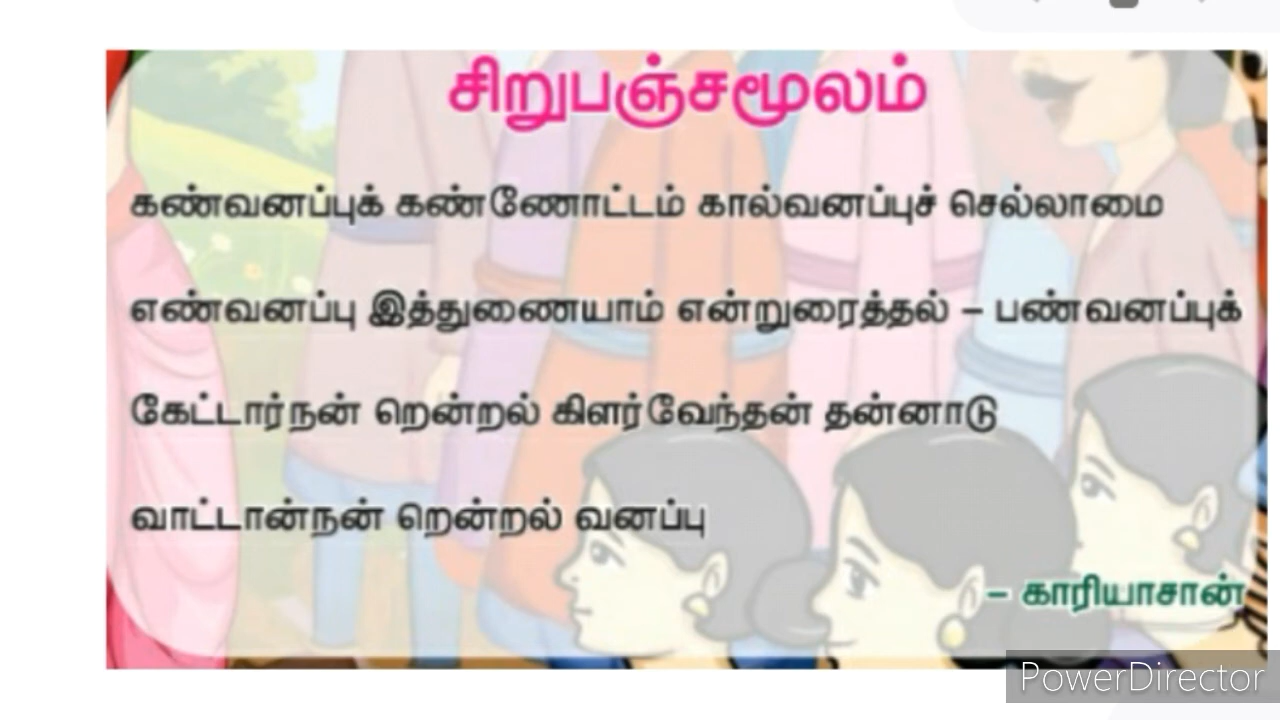 சிறுபஞ்சமூலம்
கண்வனப்புக் கண்ணோட்டம் கால்வனப்புச் செல்லாமை
எண்வனப்பு இத்துணையாம் என்றுரைத்தல் – பண்வனப்புக்
கேட்டார்நன் றென்றல் கிளர்வேந்தன் தன்னாடு
வாட்டான்நன் றென்றல் வனப்பு
– காரியாசான்
PowerDirector